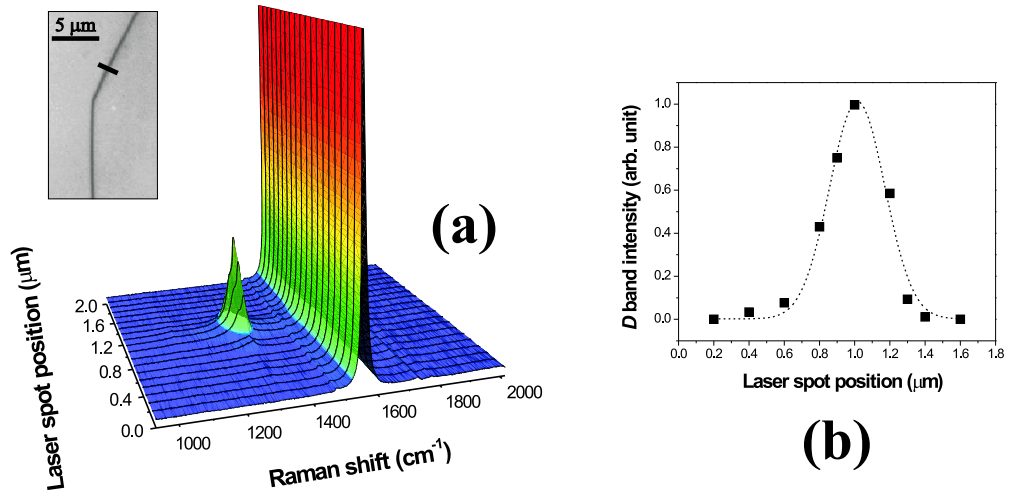 5 μm
(a)
Laser spot position (μm)
2.0
1.6
1.2
0.8
0.4
0.0
1000
1200
1400
1600
1800
2000
Raman shift (cm⁻¹)
D band intensity (arb. unit)
1.0
0.8
0.6
0.4
0.2
0.0
0.0 0.2 0.4 0.6 0.8 1.0 1.2 1.4 1.6 1.8
Laser spot position (μm)
(b)